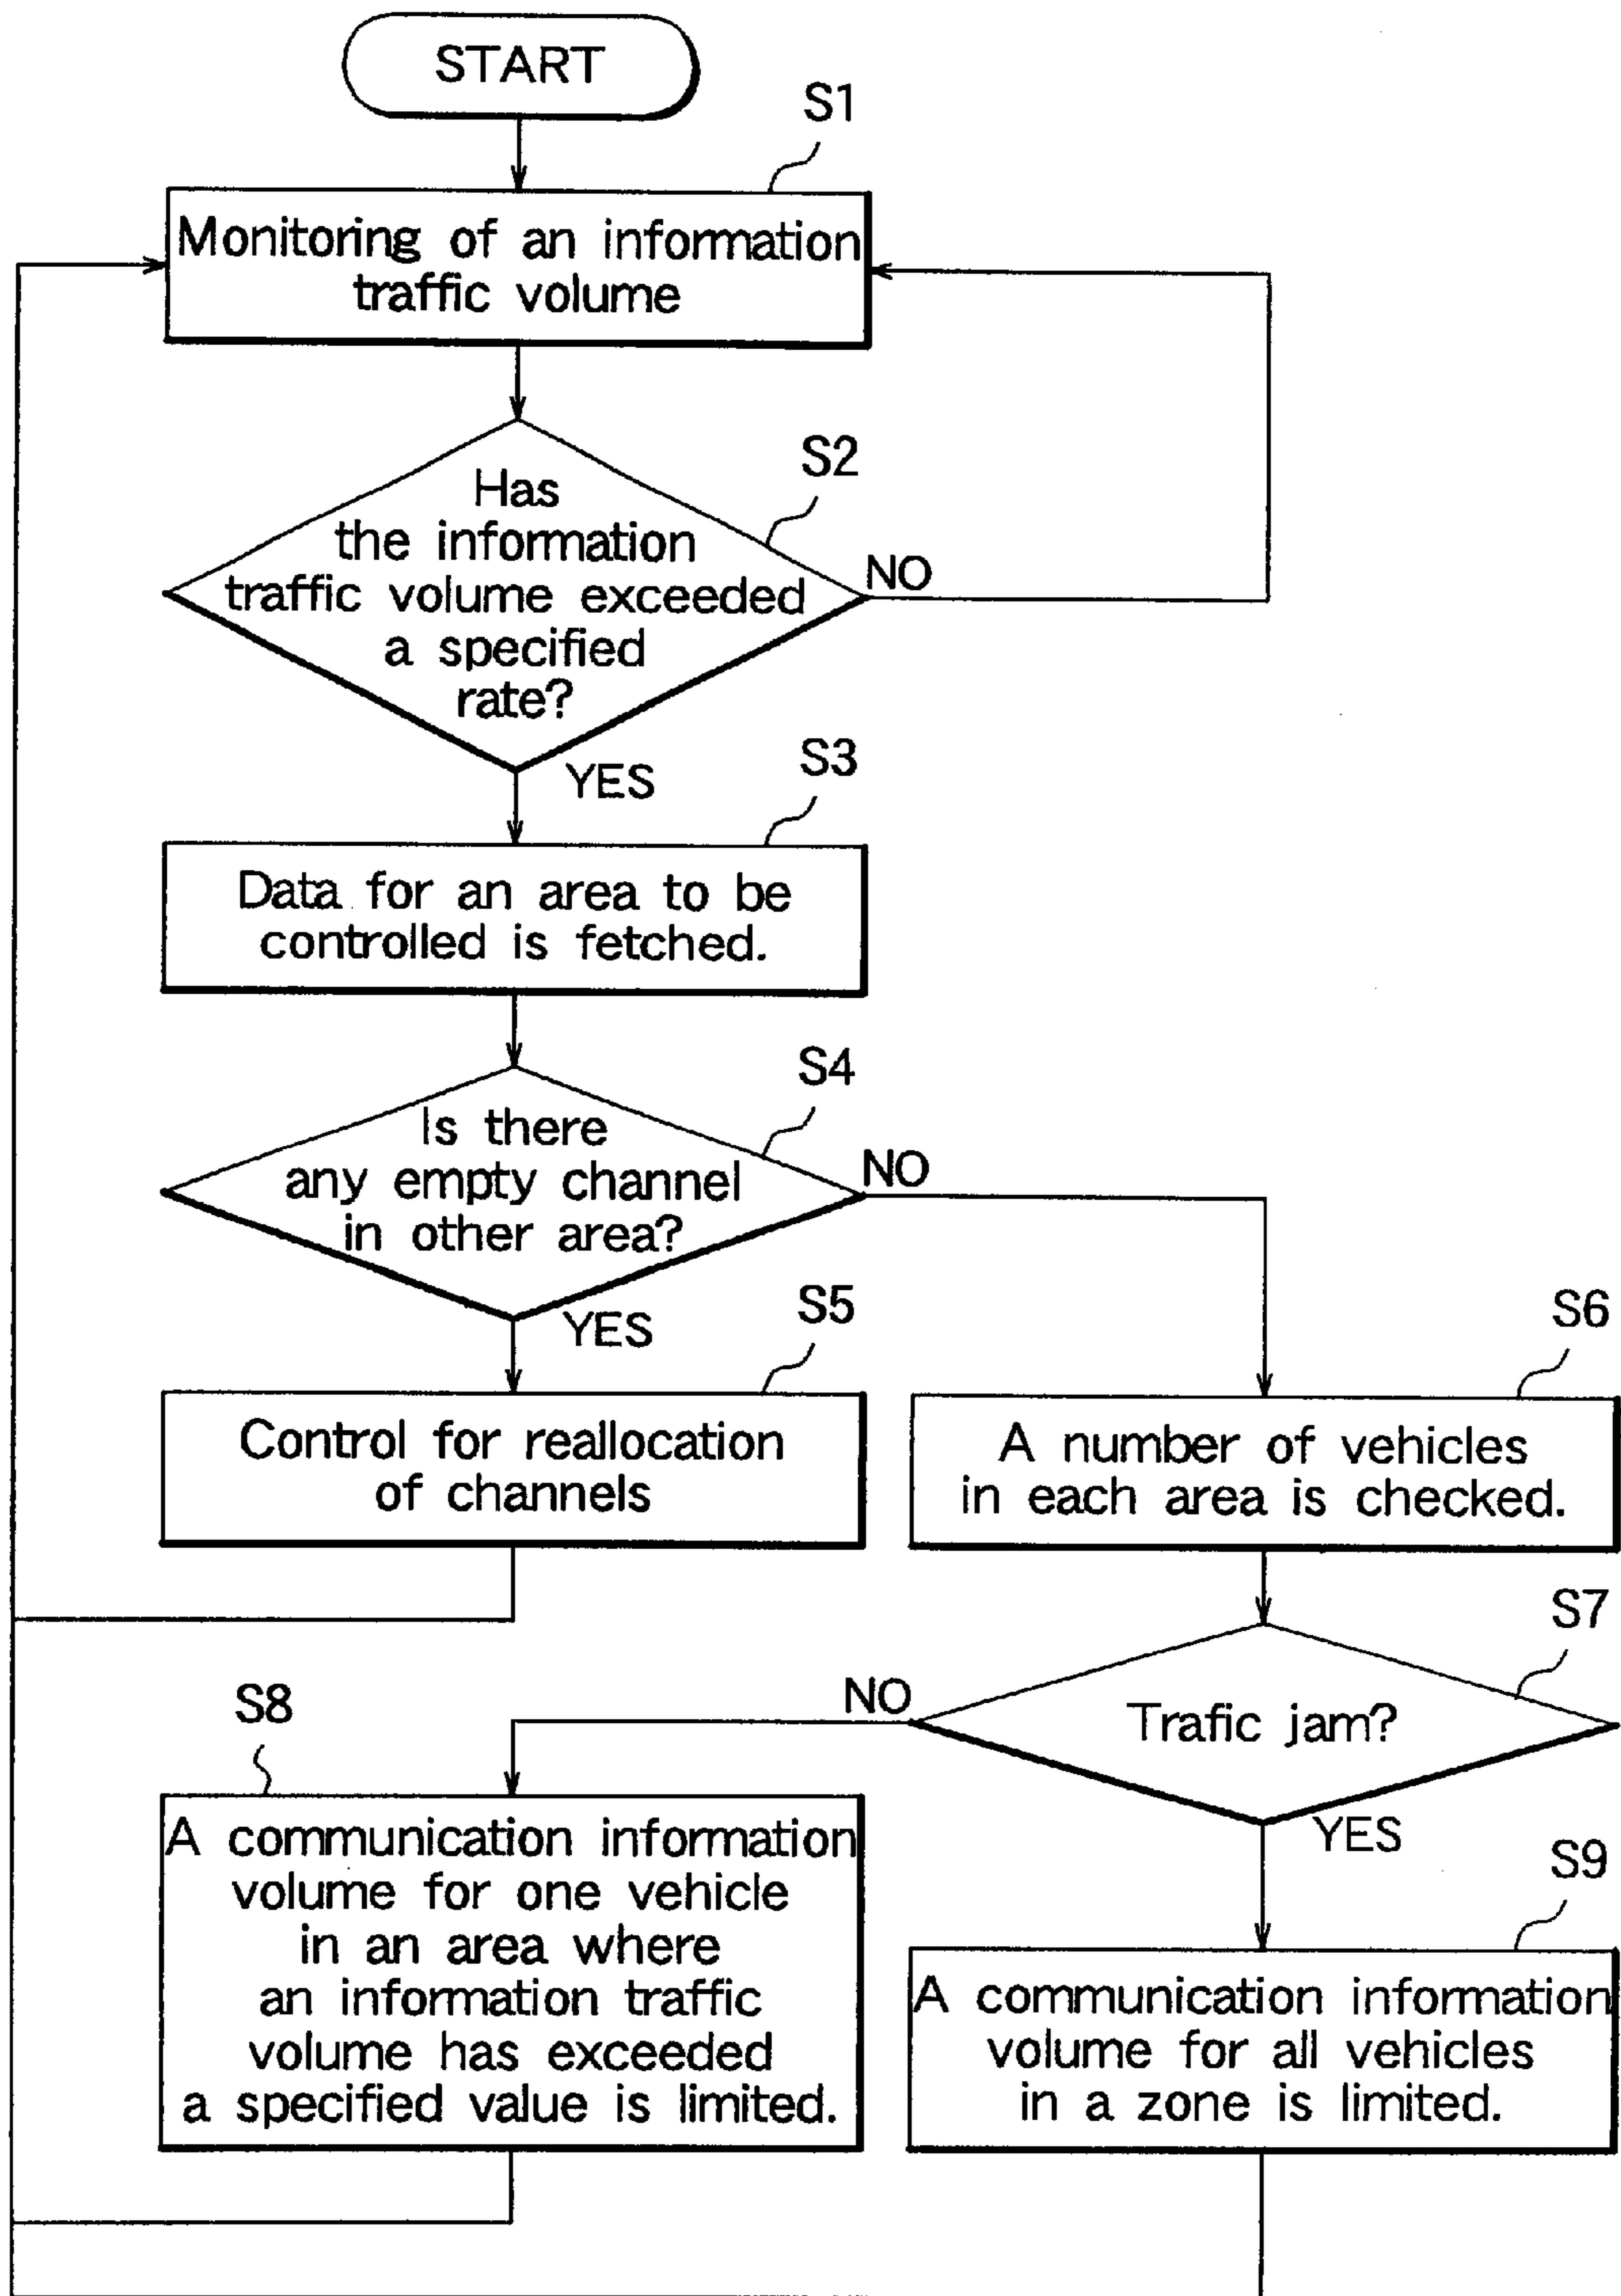 START
S1
Monitoring of an information
traffic volume
S2
Has
the information
traffic volume exceeded
a specified
rate?
NO
YES
S3
Data for an area to be
controlled is fetched.
S4
Is there
any empty channel
in other area?
NO
YES
S5
Control for reallocation
of channels
S6
A number of vehicles
in each area is checked.
S7
Trafic jam?
NO
YES
S8
A communication information
volume for one vehicle
in an area where
an information traffic
volume has exceeded
a specified value is limited.
S9
A communication information
volume for all vehicles
in a zone is limited.